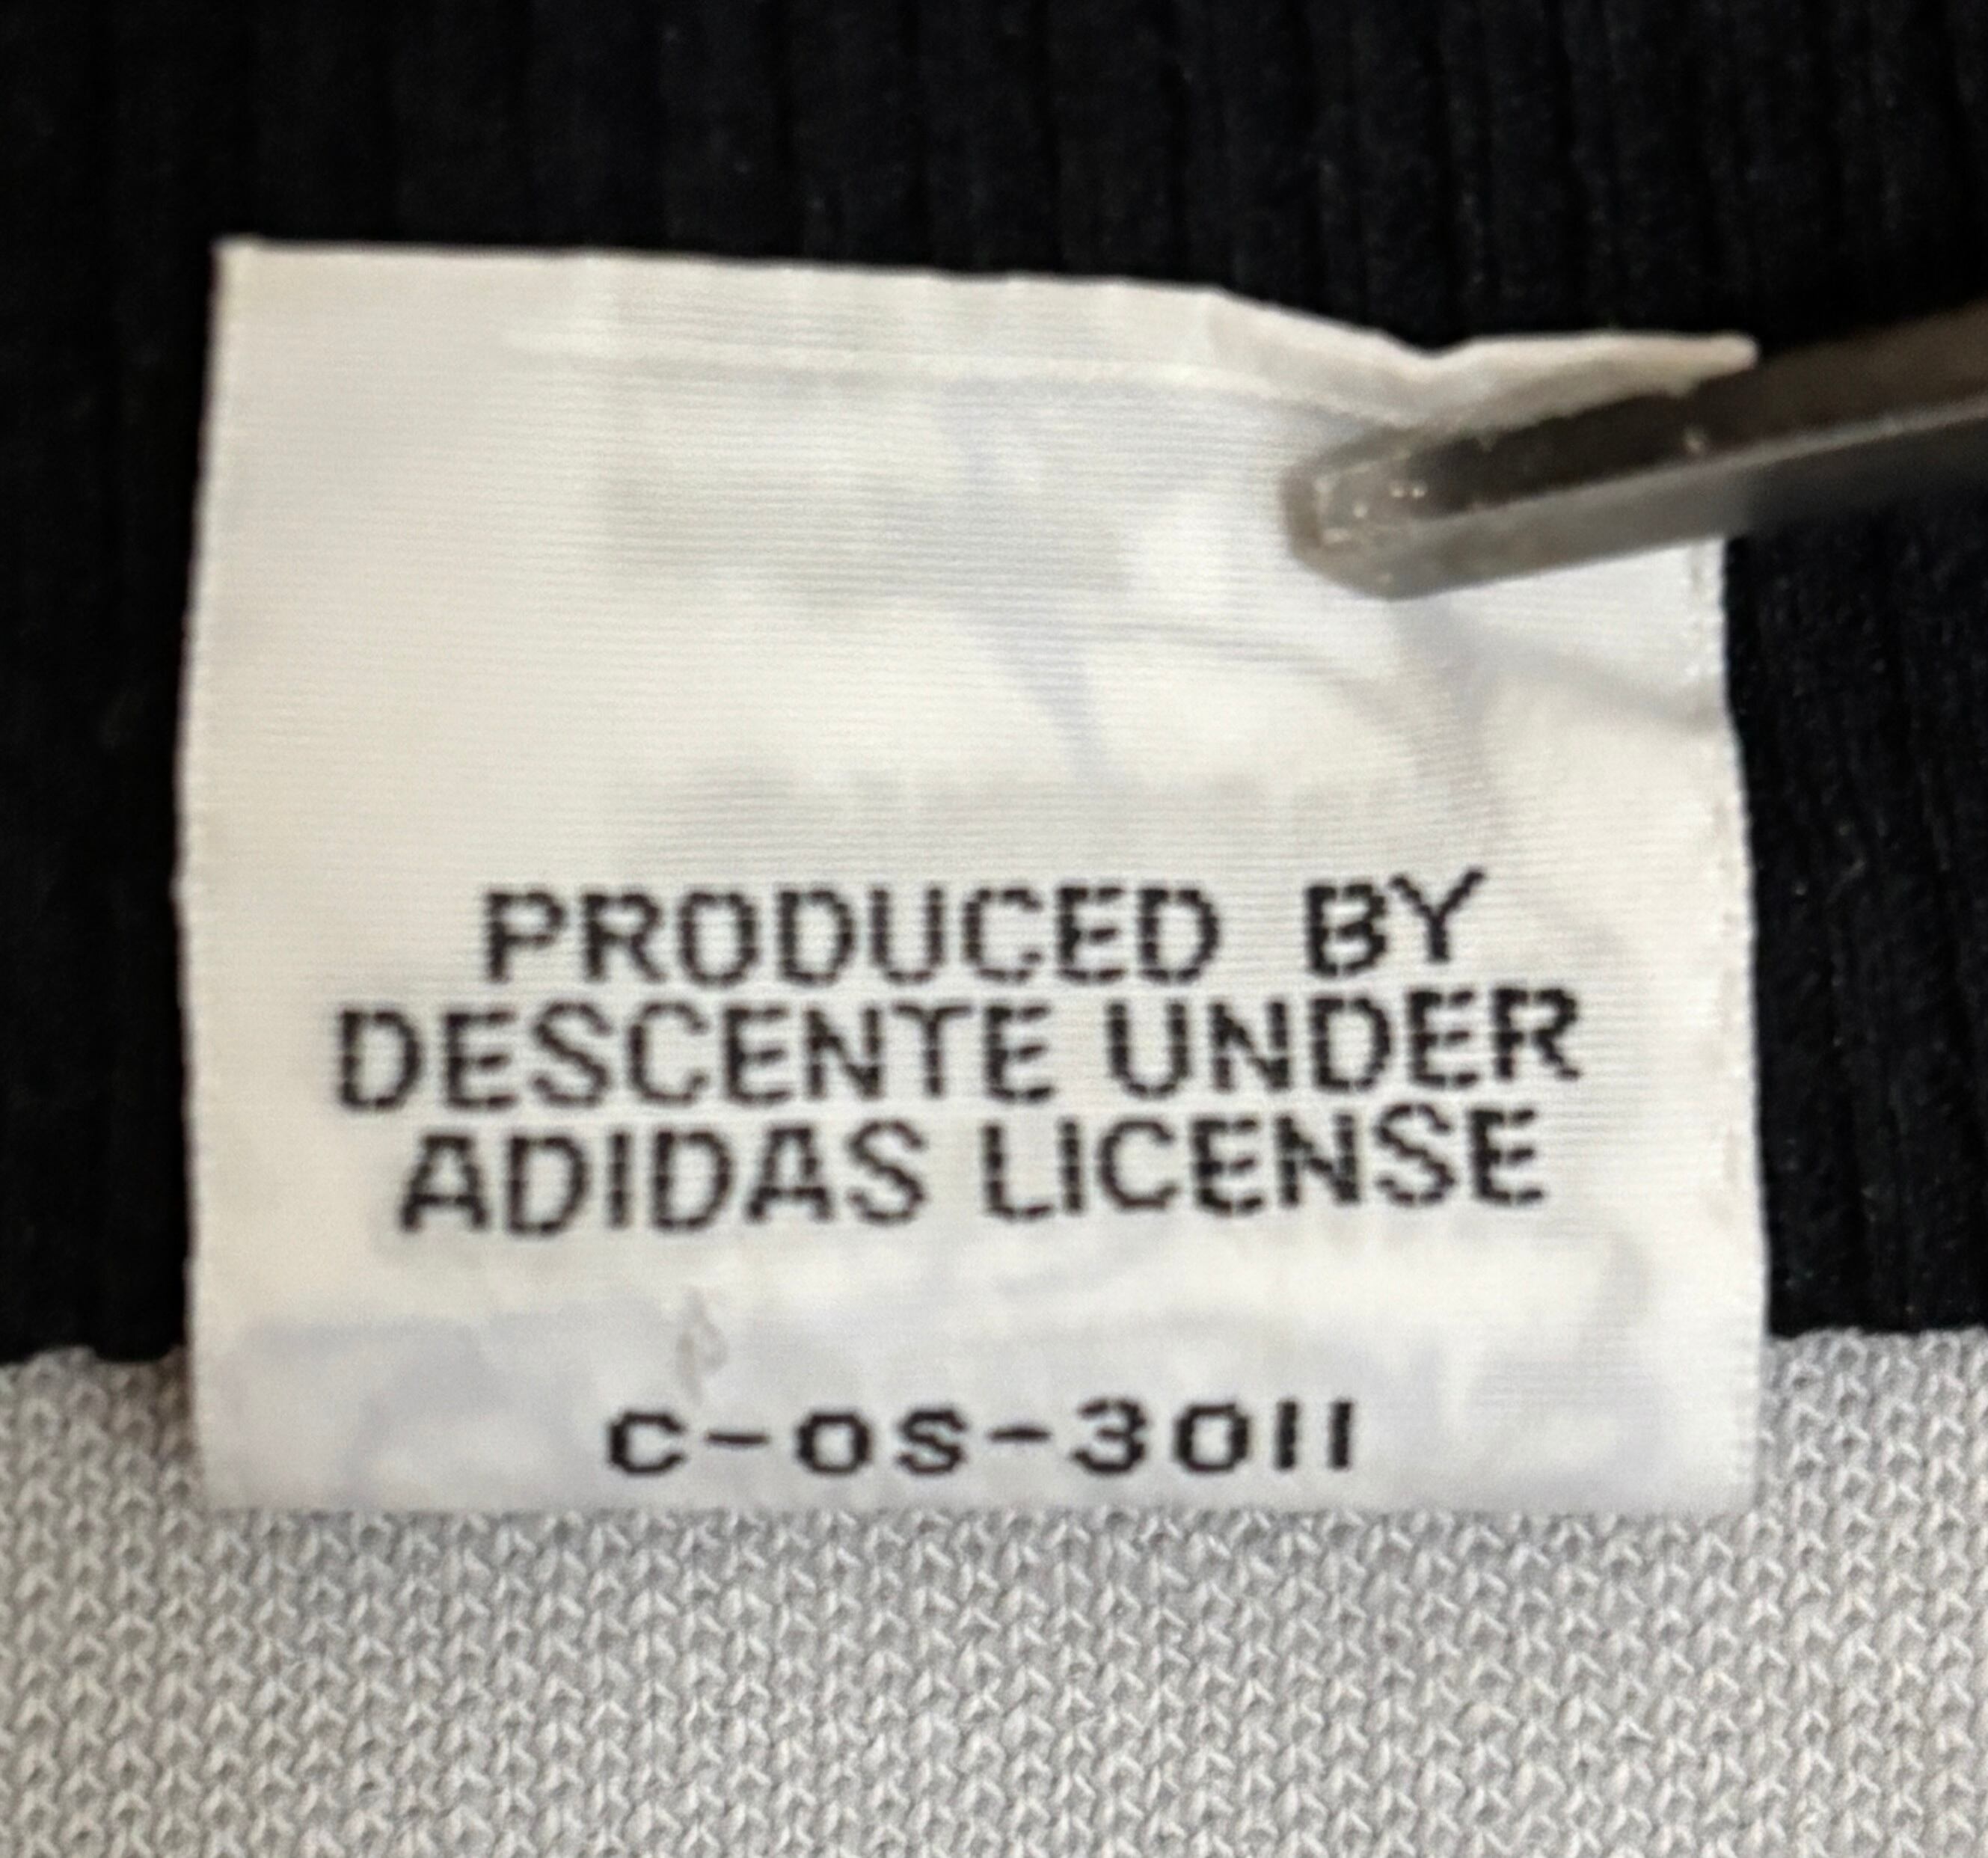 PRODUCED BY
DESCENTE UNDER
ADIDAS LICENSE
C-OS-3011